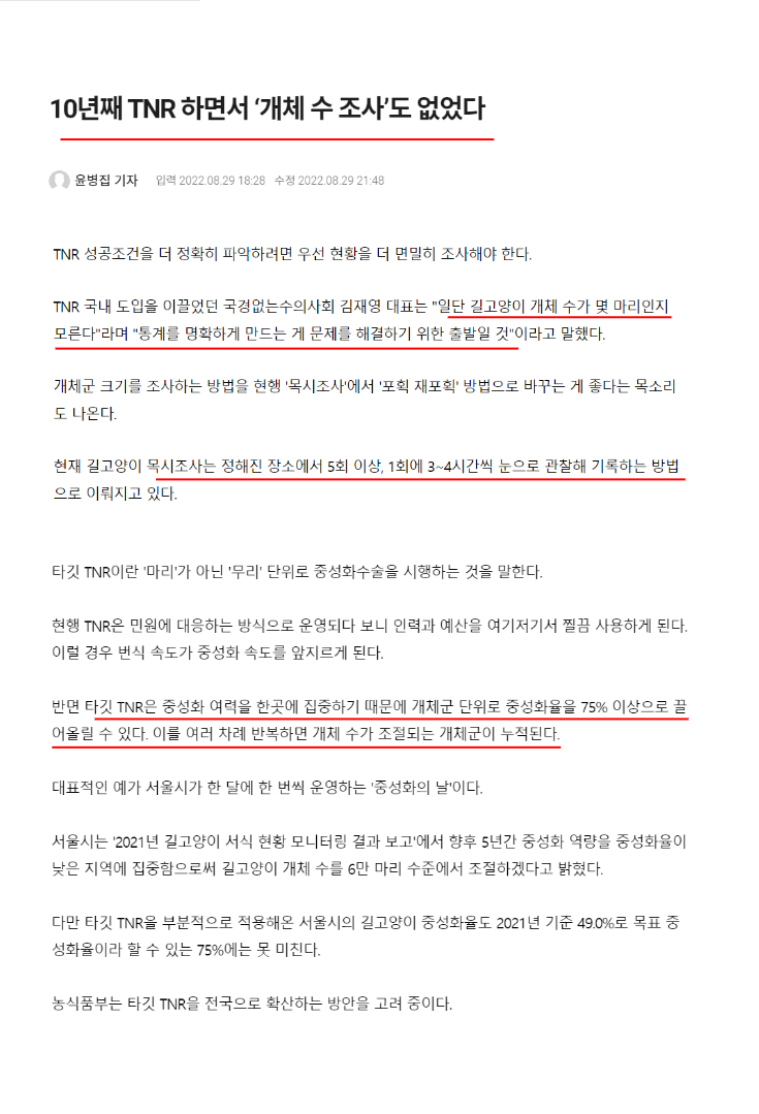 10년째 TNR 하면서 ‘개체 수 조사’도 없었다
윤병집 기자 입력 2022.08.29 18:28 수정 2022.08.29 21:48
TNR 성공조건을 더 정확히 파악하려면 우선 현황을 더 면밀히 조사해야 한다.
TNR 국내 도입을 이끌었던 국경없는수의사회 김재영 대표는 "일단 길고양이 개체 수가 몇 마리인지
모른다"라며 "통계를 명확하게 만드는 게 문제를 해결하기 위한 출발일 것"이라고 말했다.
개체군 크기를 조사하는 방법을 현행 '목시조사'에서 '포획 재포획' 방법으로 바꾸는 게 좋다는 목소리
도 나온다.
현재 길고양이 목시조사는 정해진 장소에서 5회 이상, 1회에 3~4시간씩 눈으로 관찰해 기록하는 방법
으로 이뤄지고 있다.
타깃 TNR이란 '마리'가 아닌 '무리' 단위로 중성화수술을 시행하는 것을 말한다.
현행 TNR은 민원에 대응하는 방식으로 운영되다 보니 인력과 예산을 여기저기서 찔끔 사용하게 된다.
이럴 경우 번식 속도가 중성화 속도를 앞지르게 된다.
반면 타깃 TNR은 중성화 여력을 한곳에 집중하기 때문에 개체군 단위로 중성화율을 75% 이상으로 끌
어올릴 수 있다. 이를 여러 차례 반복하면 개체 수가 조절되는 개체군이 누적된다.
대표적인 예가 서울시가 한 달에 한 번씩 운영하는 '중성화의 날'이다.
서울시는 '2021년 길고양이 서식 현황 모니터링 결과 보고'에서 향후 5년간 중성화 역량을 중성화율이
낮은 지역에 집중함으로써 길고양이 개체 수를 6만 마리 수준에서 조절하겠다고 밝혔다.
다만 타깃 TNR을 부분적으로 적용해온 서울시의 길고양이 중성화율도 2021년 기준 49.0%로 목표 중
성화율이라 할 수 있는 75%에는 못 미친다.
농식품부는 타깃 TNR을 전국으로 확산하는 방안을 고려 중이다.